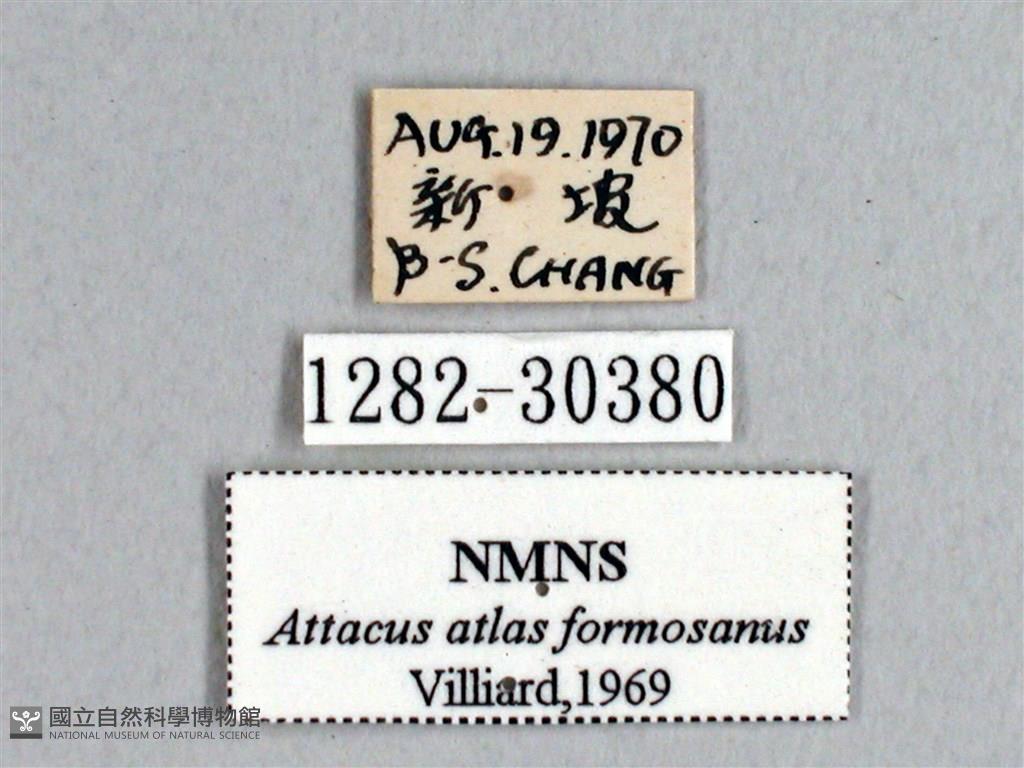 AUG.19.1970
新 坡
B-S. CHANG
1282-30380
NMNS
Attacus atlas formosanus
Villiard,1969
國立自然科學博物館
NATIONAL MUSEUM OF NATURAL SCIENCE